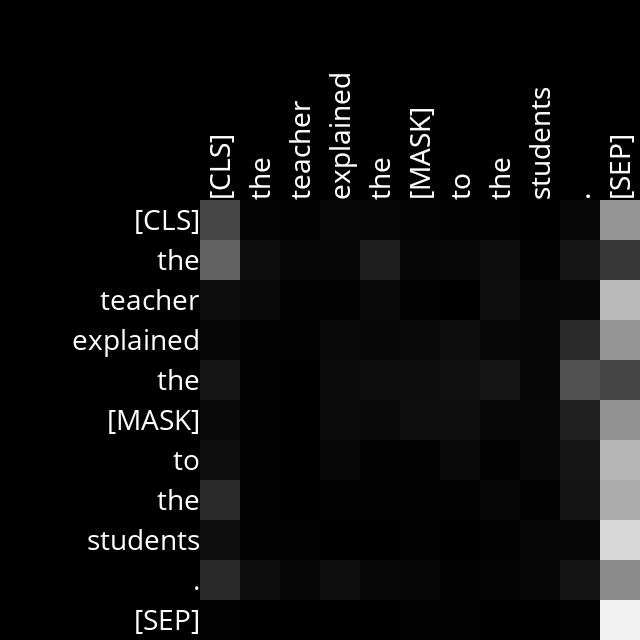 [CLS] the teacher explained the [MASK] to the students . [SEP]
[CLS]
the
teacher
explained
the
[MASK]
to
the
students
.
[SEP]